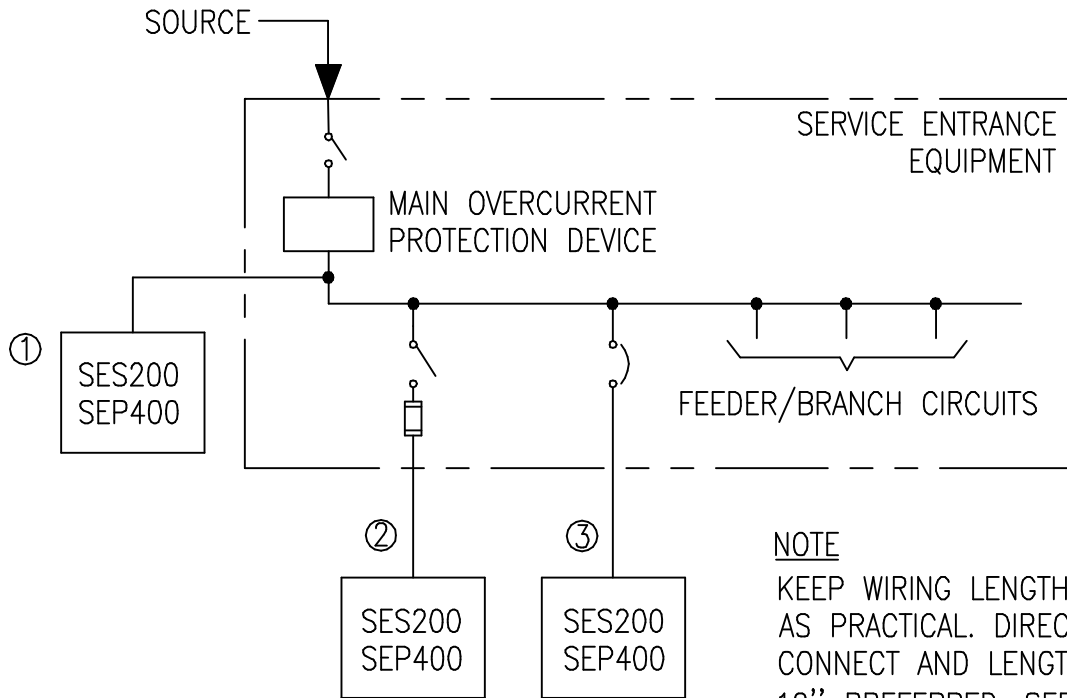 SOURCE
SERVICE ENTRANCE
EQUIPMENT
MAIN OVERCURRENT
PROTECTION DEVICE
①
SES200
SEP400
FEEDER/BRANCH CIRCUITS
②
③
SES200
SEP400
SES200
SEP400
NOTE
KEEP WIRING LENGTH
AS PRACTICAL. DIREC
CONNECT AND LENGT